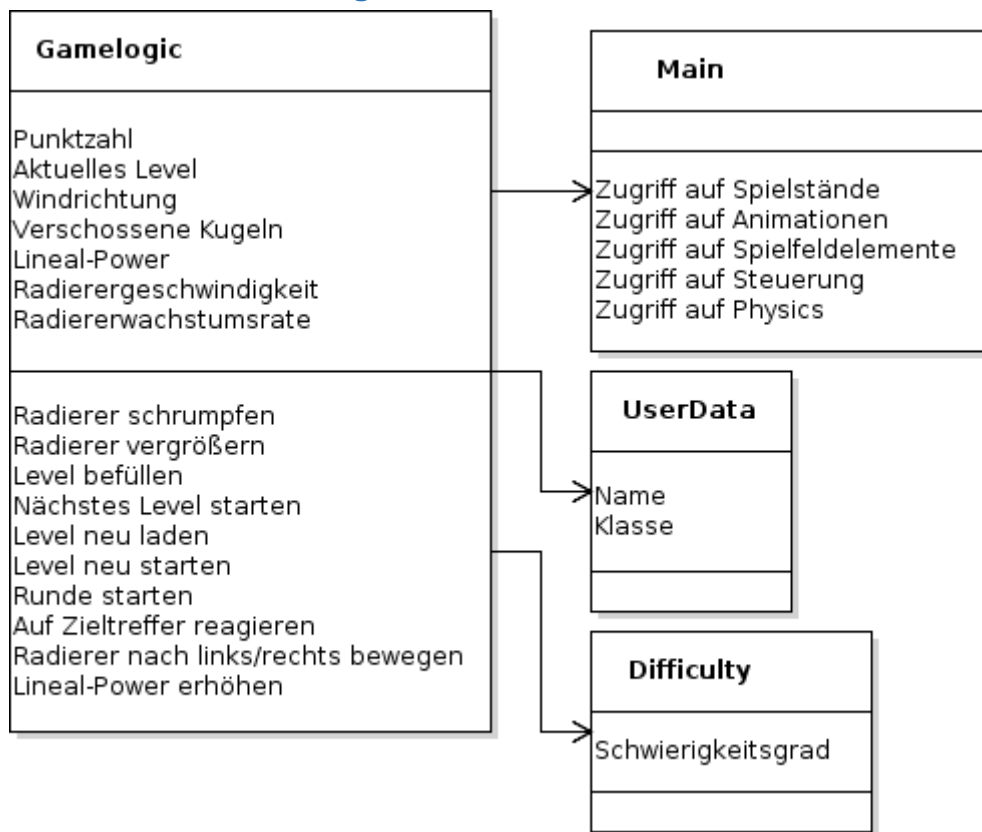 Gamelogic
Punktzahl
Aktuelles Level
Windrichtung
Verschossene Kugeln
Lineal-Power
Radierergeschwindigkeit
Radiererwachstumsrate
Radierer schrumpfen
Radierer vergrößern
Level befüllen
Nächstes Level starten
Level neu laden
Level neu starten
Runde starten
Auf Zieltreffer reagieren
Radierer nach links/rechts bewegen
Lineal-Power erhöhen
Main
Zugriff auf Spielstände
Zugriff auf Animationen
Zugriff auf Spielfeldelemente
Zugriff auf Steuerung
Zugriff auf Physics
UserData
Name
Klasse
Difficulty
Schwierigkeitsgrad